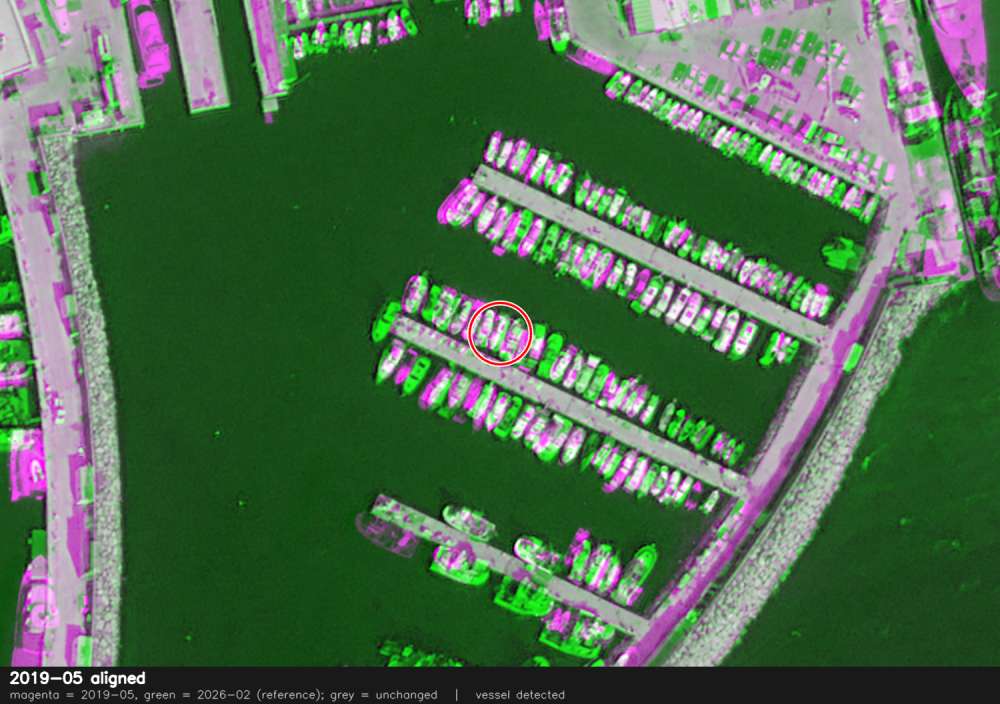 2019-05 aligned
magenta = 2019-05, green = 2026-02 (reference); grey = unchanged | vessel detected